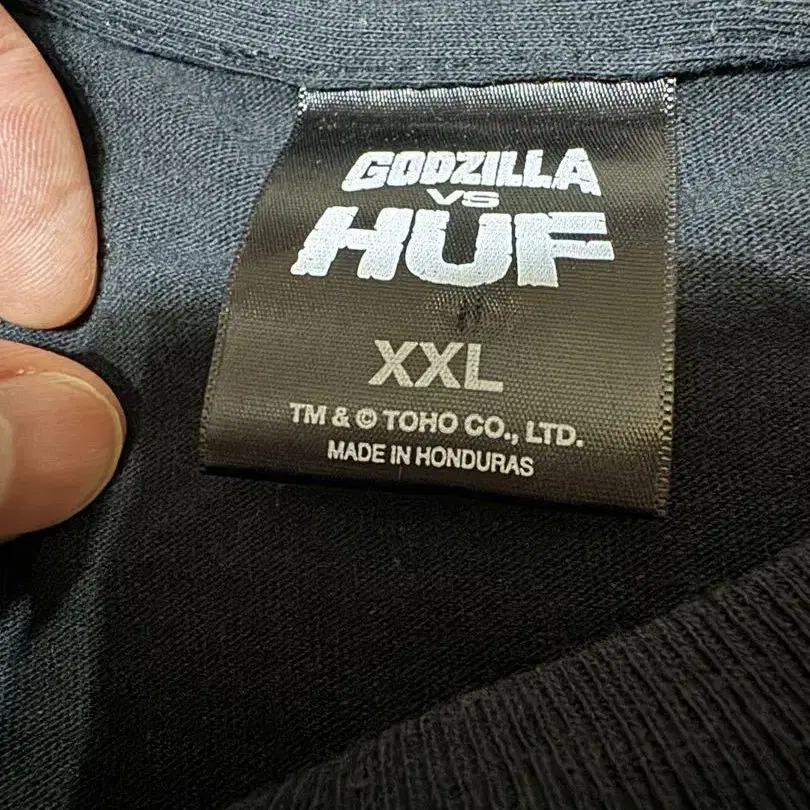 GODZILLA
VS
HUF
XXL
TM & © TOHO CO., LTD.
MADE IN HONDURAS